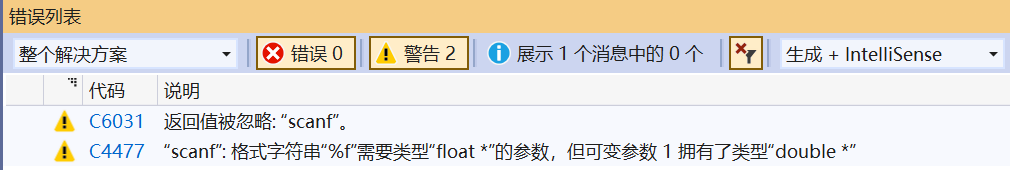 错误列表
整个解决方案 错误 0 警告 2 展示 1 个消息中的 0 个 生成 + IntelliSense
代码 说明
C6031 返回值被忽略: “scanf”。
C4477 “scanf”: 格式字符串“%f”需要类型“float *”的参数，但可变参数 1 拥有了类型“double *”